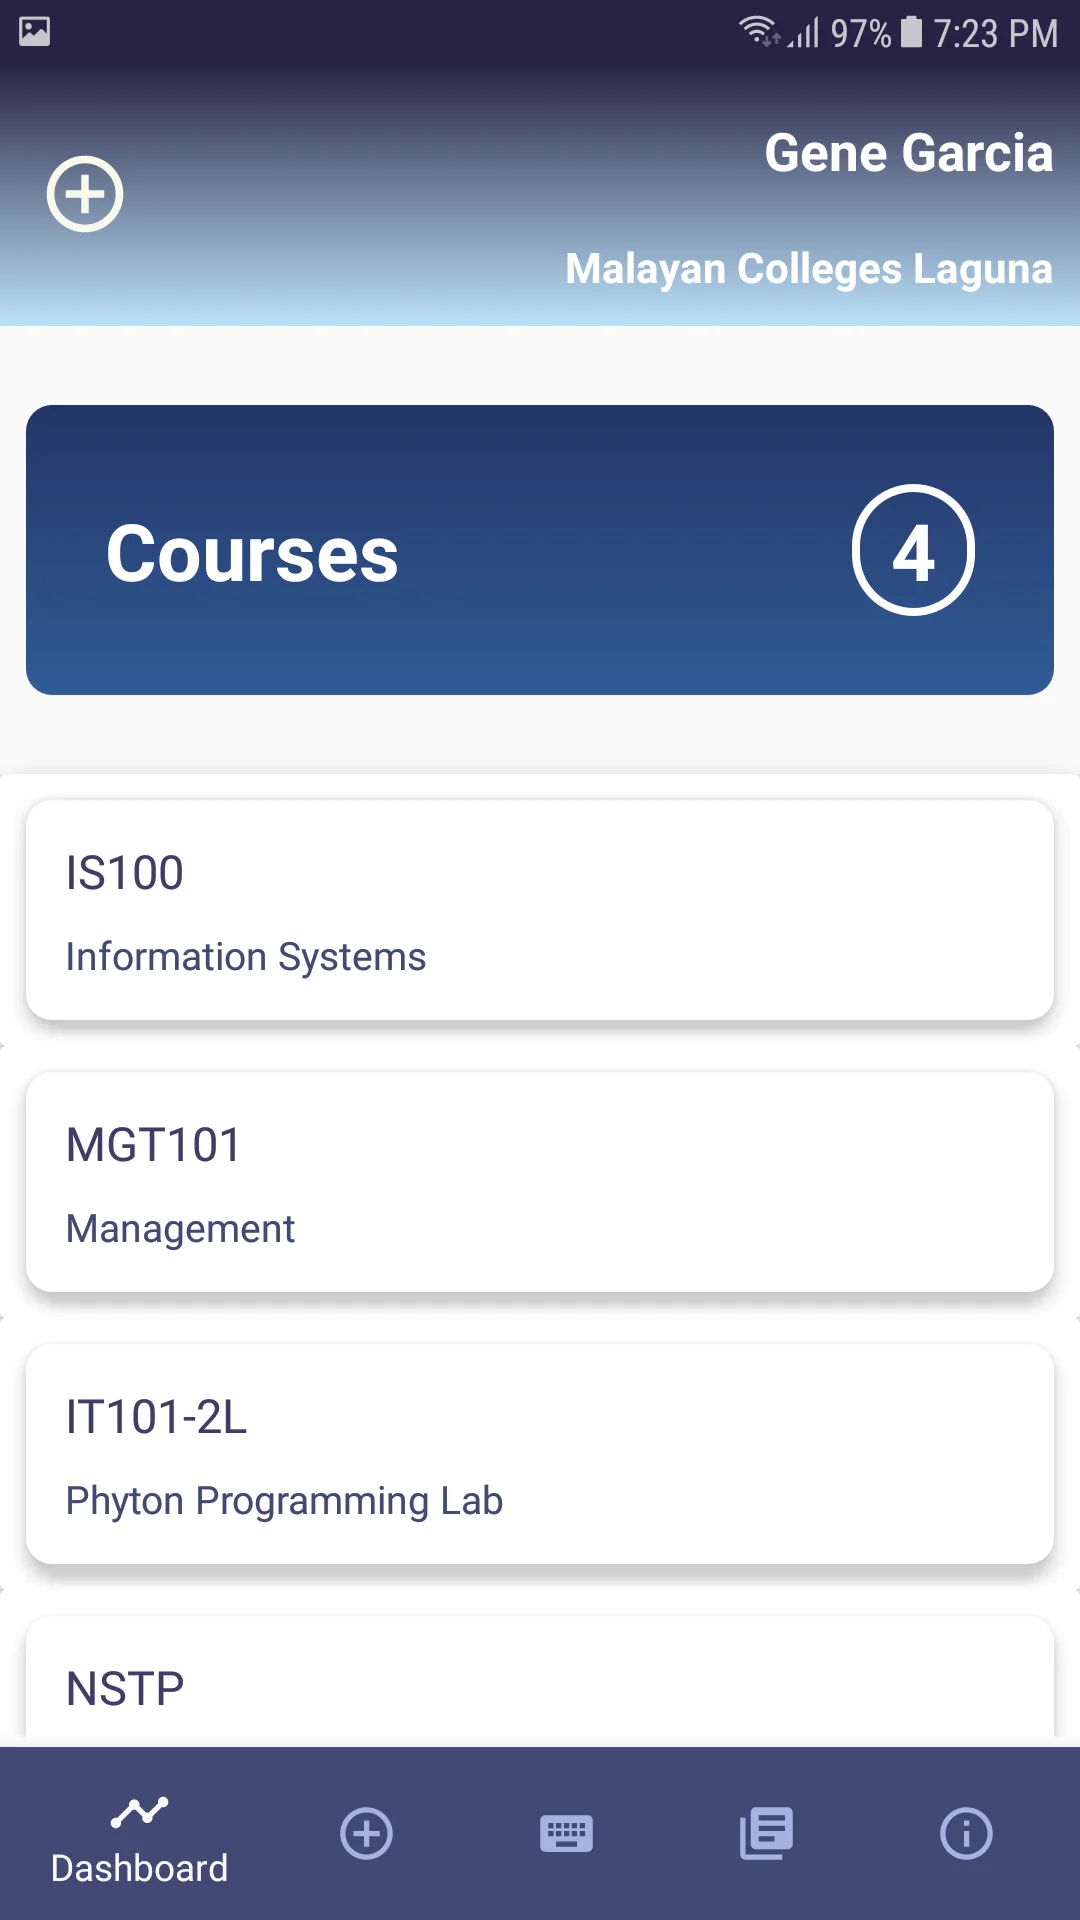 97% 7:23 PM
Gene Garcia
Malayan Colleges Laguna
Courses
4
IS100
Information Systems
MGT101
Management
IT101-2L
Phyton Programming Lab
NSTP
Dashboard